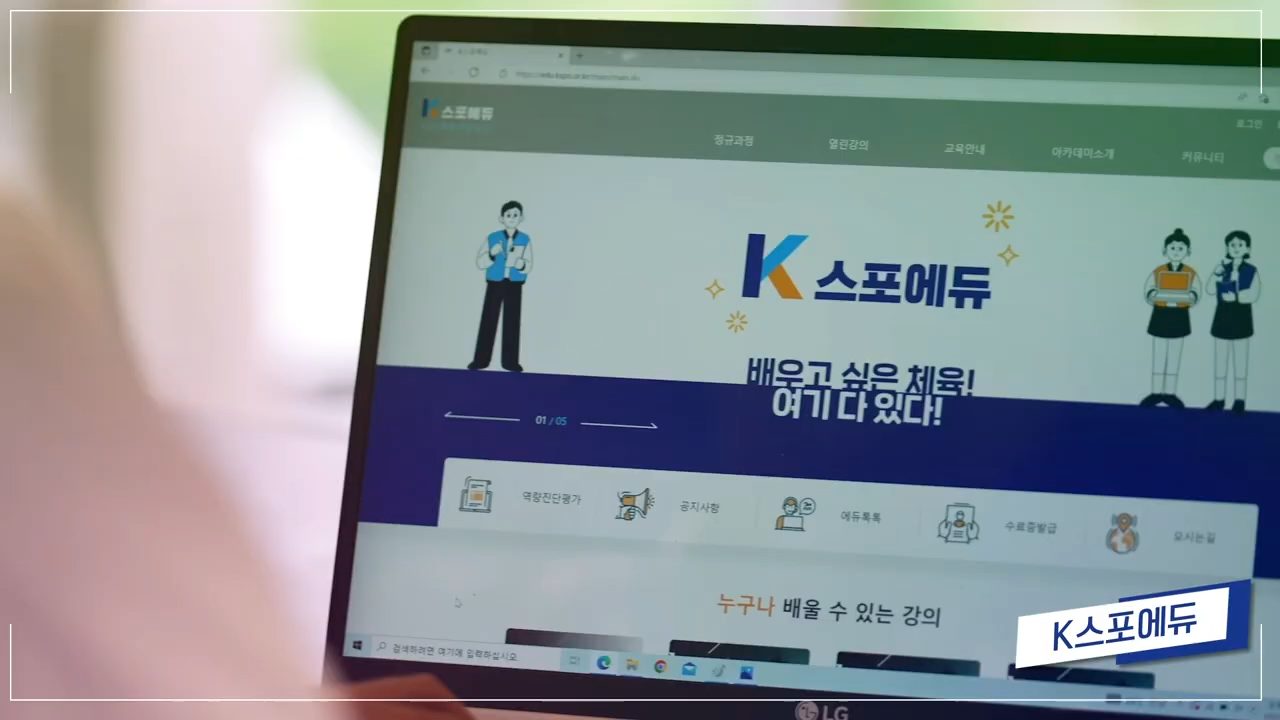 K스포에듀
로그인
정규과정 열린강의 교육안내 아카데미소개 커뮤니티
K 스포에듀
배우고 싶은 체육!
여기 다 있다!
01 / 05
역량진단평가 공지사항 에듀톡톡 수료증발급 오시는길
누구나 배울 수 있는 강의
K스포에듀
검색하려면 여기에 입력하십시오.
LG